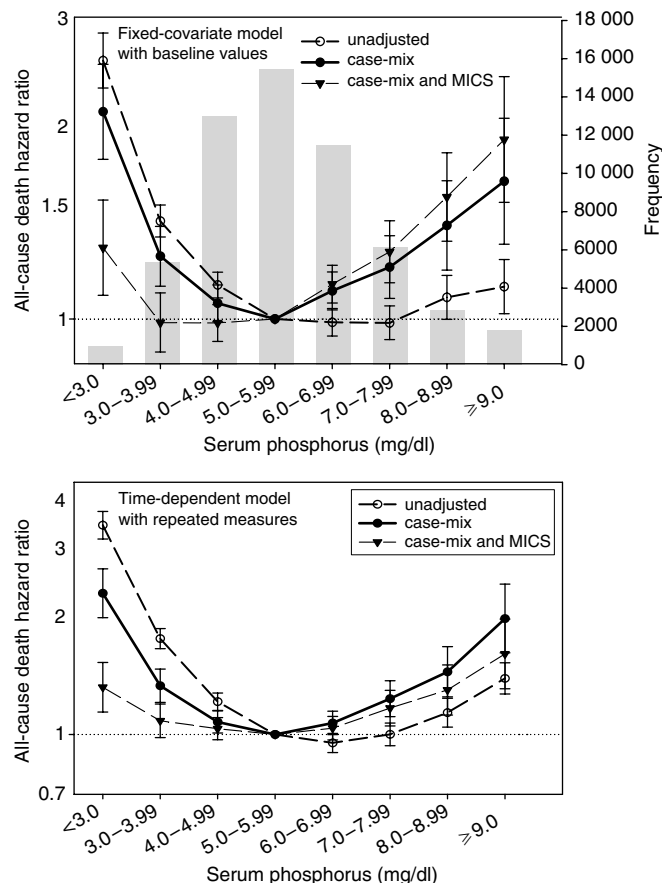 Fixed-covariate model
with baseline values
unadjusted
case-mix
case-mix and MICS
All-cause death hazard ratio
3
2
1.5
1
Frequency
18 000
16 000
14 000
12 000
10 000
8000
6000
4000
2000
0
<3.0
3.0–3.99
4.0–4.99
5.0–5.99
6.0–6.99
7.0–7.99
8.0–8.99
⩾9.0
Serum phosphorus (mg/dl)
Time-dependent model
with repeated measures
unadjusted
case-mix
case-mix and MICS
All-cause death hazard ratio
4
3
2
1
0.7
<3.0
3.0–3.99
4.0–4.99
5.0–5.99
6.0–6.99
7.0–7.99
8.0–8.99
⩾9.0
Serum phosphorus (mg/dl)